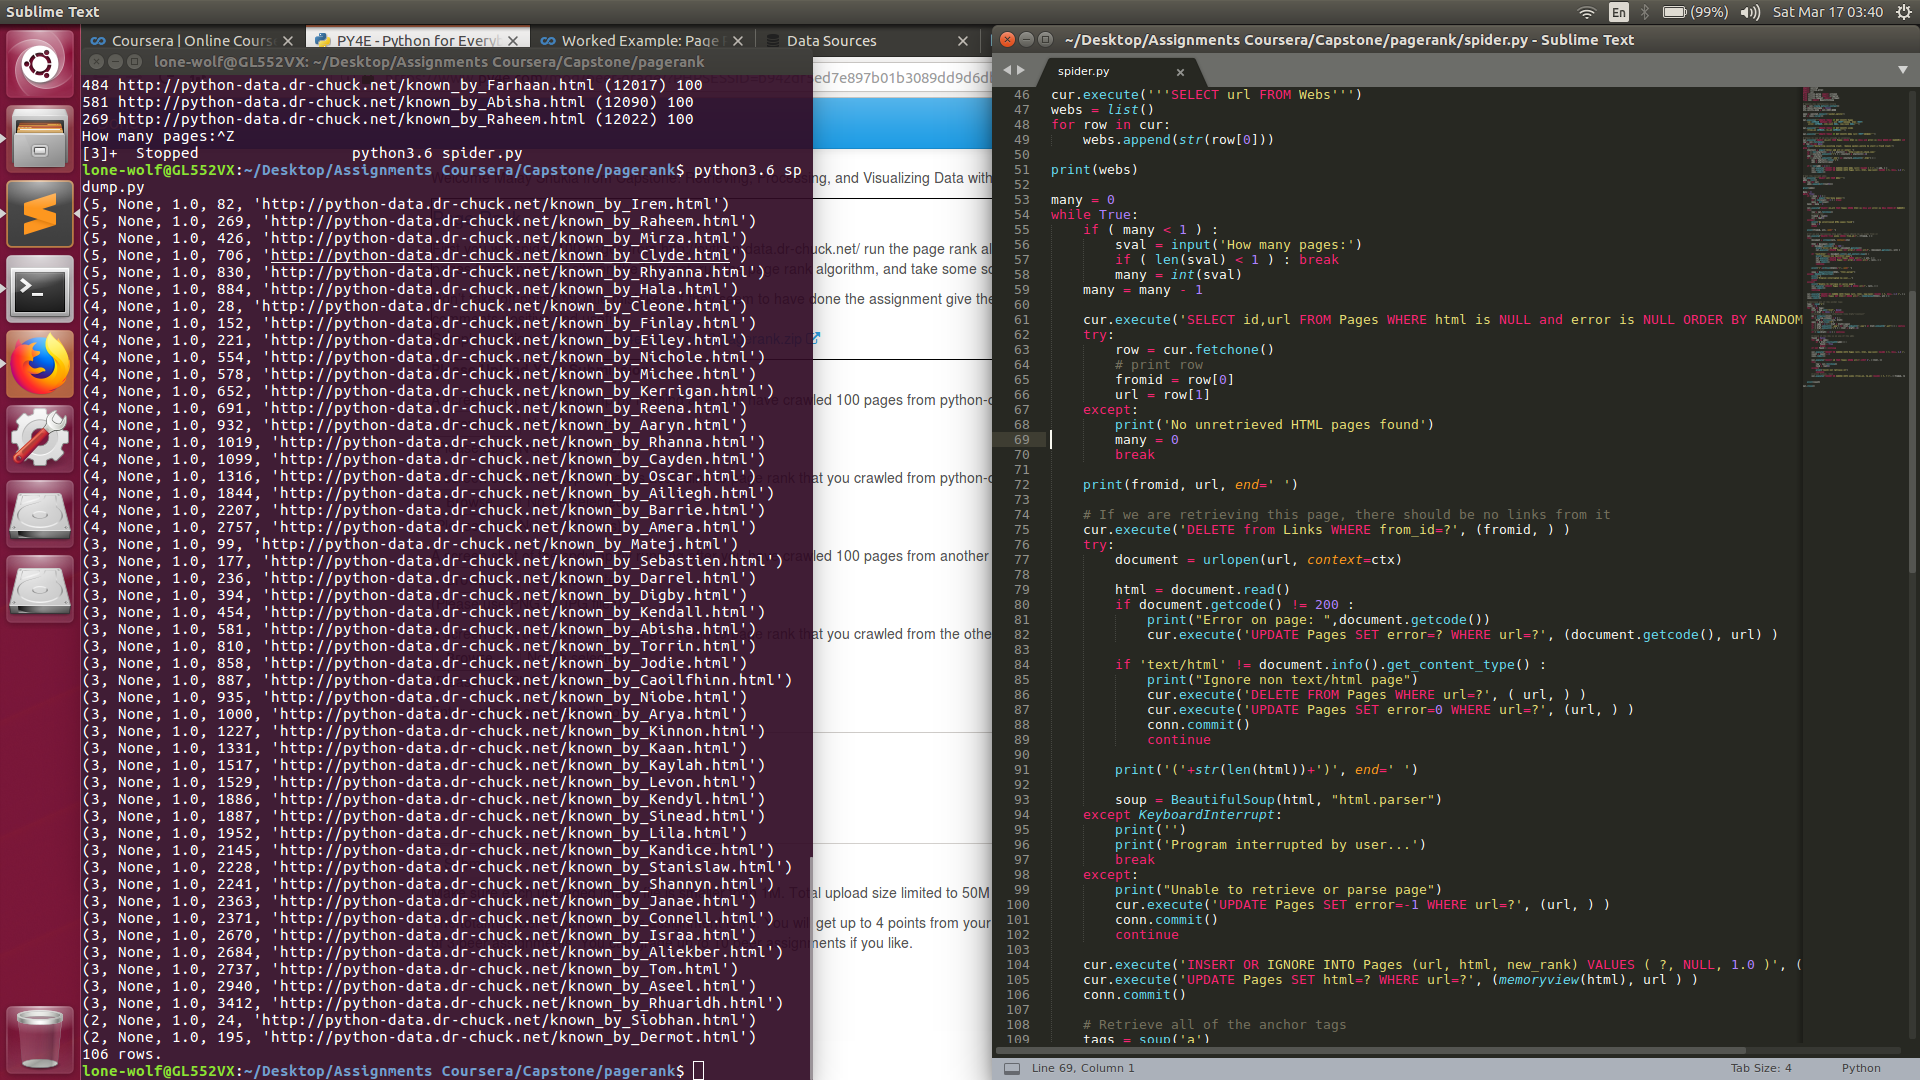 Sublime Text
En
(99%)
Sat Mar 17 03:40
Coursera | Online Cours
PY4E - Python for Everyb
Worked Example: Page
Data Sources
lone-wolf@GL552VX: ~/Desktop/Assignments Coursera/Capstone/pagerank
484 http://python-data.dr-chuck.net/known_by_Farhaan.html (12017) 100
581 http://python-data.dr-chuck.net/known_by_Abisha.html (12090) 100
269 http://python-data.dr-chuck.net/known_by_Raheem.html (12022) 100
How many pages:^Z
[3]+  Stopped                 python3.6 spider.py
lone-wolf@GL552VX:~/Desktop/Assignments Coursera/Capstone/pagerank$ python3.6 sp
dump.py
(5, None, 1.0, 82, 'http://python-data.dr-chuck.net/known_by_Irem.html')
(5, None, 1.0, 269, 'http://python-data.dr-chuck.net/known_by_Raheem.html')
(5, None, 1.0, 426, 'http://python-data.dr-chuck.net/known_by_Mirza.html')
(5, None, 1.0, 706, 'http://python-data.dr-chuck.net/known_by_Clyde.html')
(5, None, 1.0, 830, 'http://python-data.dr-chuck.net/known_by_Rhyanna.html')
(5, None, 1.0, 884, 'http://python-data.dr-chuck.net/known_by_Hala.html')
(4, None, 1.0, 28, 'http://python-data.dr-chuck.net/known_by_Cleone.html')
(4, None, 1.0, 152, 'http://python-data.dr-chuck.net/known_by_Finlay.html')
(4, None, 1.0, 221, 'http://python-data.dr-chuck.net/known_by_Eiley.html')
(4, None, 1.0, 554, 'http://python-data.dr-chuck.net/known_by_Nichole.html')
(4, None, 1.0, 578, 'http://python-data.dr-chuck.net/known_by_Michee.html')
(4, None, 1.0, 652, 'http://python-data.dr-chuck.net/known_by_Kerrigan.html')
(4, None, 1.0, 691, 'http://python-data.dr-chuck.net/known_by_Reena.html')
(4, None, 1.0, 932, 'http://python-data.dr-chuck.net/known_by_Aaryn.html')
(4, None, 1.0, 1019, 'http://python-data.dr-chuck.net/known_by_Rhanna.html')
(4, None, 1.0, 1099, 'http://python-data.dr-chuck.net/known_by_Cayden.html')
(4, None, 1.0, 1316, 'http://python-data.dr-chuck.net/known_by_Oscar.html')
(4, None, 1.0, 1844, 'http://python-data.dr-chuck.net/known_by_Ailiegh.html')
(4, None, 1.0, 2207, 'http://python-data.dr-chuck.net/known_by_Barrie.html')
(4, None, 1.0, 2757, 'http://python-data.dr-chuck.net/known_by_Amera.html')
(3, None, 1.0, 99, 'http://python-data.dr-chuck.net/known_by_Matej.html')
(3, None, 1.0, 177, 'http://python-data.dr-chuck.net/known_by_Sebastien.html')
(3, None, 1.0, 236, 'http://python-data.dr-chuck.net/known_by_Darrel.html')
(3, None, 1.0, 394, 'http://python-data.dr-chuck.net/known_by_Digby.html')
(3, None, 1.0, 454, 'http://python-data.dr-chuck.net/known_by_Kendall.html')
(3, None, 1.0, 581, 'http://python-data.dr-chuck.net/known_by_Abisha.html')
(3, None, 1.0, 810, 'http://python-data.dr-chuck.net/known_by_Torrin.html')
(3, None, 1.0, 858, 'http://python-data.dr-chuck.net/known_by_Jodie.html')
(3, None, 1.0, 887, 'http://python-data.dr-chuck.net/known_by_Caoilfhinn.html')
(3, None, 1.0, 935, 'http://python-data.dr-chuck.net/known_by_Niobe.html')
(3, None, 1.0, 1000, 'http://python-data.dr-chuck.net/known_by_Arya.html')
(3, None, 1.0, 1227, 'http://python-data.dr-chuck.net/known_by_Kinnon.html')
(3, None, 1.0, 1331, 'http://python-data.dr-chuck.net/known_by_Kaan.html')
(3, None, 1.0, 1517, 'http://python-data.dr-chuck.net/known_by_Kaylah.html')
(3, None, 1.0, 1529, 'http://python-data.dr-chuck.net/known_by_Levon.html')
(3, None, 1.0, 1886, 'http://python-data.dr-chuck.net/known_by_Kendyl.html')
(3, None, 1.0, 1887, 'http://python-data.dr-chuck.net/known_by_Sinead.html')
(3, None, 1.0, 1952, 'http://python-data.dr-chuck.net/known_by_Lila.html')
(3, None, 1.0, 2145, 'http://python-data.dr-chuck.net/known_by_Kandice.html')
(3, None, 1.0, 2228, 'http://python-data.dr-chuck.net/known_by_Stanislaw.html')
(3, None, 1.0, 2241, 'http://python-data.dr-chuck.net/known_by_Shannyn.html')
(3, None, 1.0, 2363, 'http://python-data.dr-chuck.net/known_by_Janae.html')
(3, None, 1.0, 2371, 'http://python-data.dr-chuck.net/known_by_Connell.html')
(3, None, 1.0, 2670, 'http://python-data.dr-chuck.net/known_by_Israa.html')
(3, None, 1.0, 2684, 'http://python-data.dr-chuck.net/known_by_Aliekber.html')
(3, None, 1.0, 2737, 'http://python-data.dr-chuck.net/known_by_Tom.html')
(3, None, 1.0, 2940, 'http://python-data.dr-chuck.net/known_by_Aseel.html')
(3, None, 1.0, 3412, 'http://python-data.dr-chuck.net/known_by_Rhuaridh.html')
(2, None, 1.0, 24, 'http://python-data.dr-chuck.net/known_by_Siobhan.html')
(2, None, 1.0, 195, 'http://python-data.dr-chuck.net/known_by_Dermot.html')
106 rows.
lone-wolf@GL552VX:~/Desktop/Assignments Coursera/Capstone/pagerank$
ng, and Visualizing Data with
data.dr-chuck.net/ run the page rank al
rank algorithm, and take some sc
to have done the assignment give the
crawled 100 pages from python-c
that you crawled from python-c
crawled 100 pages from another
rank that you crawled from the othe
Total upload size limited to 50M
You will get up to 4 points from your
assignments if you like.
~/Desktop/Assignments Coursera/Capstone/pagerank/spider.py - Sublime Text
spider.py
46 cur.execute('''SELECT url FROM Webs''')
47 webs = list()
48 for row in cur:
49     webs.append(str(row[0]))
50
51 print(webs)
52
53 many = 0
54 while True:
55     if ( many < 1 ) :
56         sval = input('How many pages:')
57         if ( len(sval) < 1 ) : break
58         many = int(sval)
59     many = many - 1
60
61     cur.execute('SELECT id,url FROM Pages WHERE html is NULL and error is NULL ORDER BY RANDOM
62     try:
63         row = cur.fetchone()
64         # print row
65         fromid = row[0]
66         url = row[1]
67     except:
68         print('No unretrieved HTML pages found')
69         many = 0
70         break
71
72     print(fromid, url, end=' ')
73
74     # If we are retrieving this page, there should be no links from it
75     cur.execute('DELETE from Links WHERE from_id=?', (fromid, ) )
76     try:
77         document = urlopen(url, context=ctx)
78
79         html = document.read()
80         if document.getcode() != 200 :
81             print("Error on page: ",document.getcode())
82             cur.execute('UPDATE Pages SET error=? WHERE url=?', (document.getcode(), url) )
83
84         if 'text/html' != document.info().get_content_type() :
85             print("Ignore non text/html page")
86             cur.execute('DELETE FROM Pages WHERE url=?', ( url, ) )
87             cur.execute('UPDATE Pages SET error=0 WHERE url=?', (url, ) )
88             conn.commit()
89             continue
90
91         print('('+str(len(html))+')', end=' ')
92
93         soup = BeautifulSoup(html, "html.parser")
94     except KeyboardInterrupt:
95         print('')
96         print('Program interrupted by user...')
97         break
98     except:
99         print("Unable to retrieve or parse page")
100         cur.execute('UPDATE Pages SET error=-1 WHERE url=?', (url, ) )
101         conn.commit()
102         continue
103
104     cur.execute('INSERT OR IGNORE INTO Pages (url, html, new_rank) VALUES ( ?, NULL, 1.0 )', (
105     cur.execute('UPDATE Pages SET html=? WHERE url=?', (memoryview(html), url ) )
106     conn.commit()
107
108     # Retrieve all of the anchor tags
109     tags = soup('a')
Line 69, Column 1
Tab Size: 4
Python